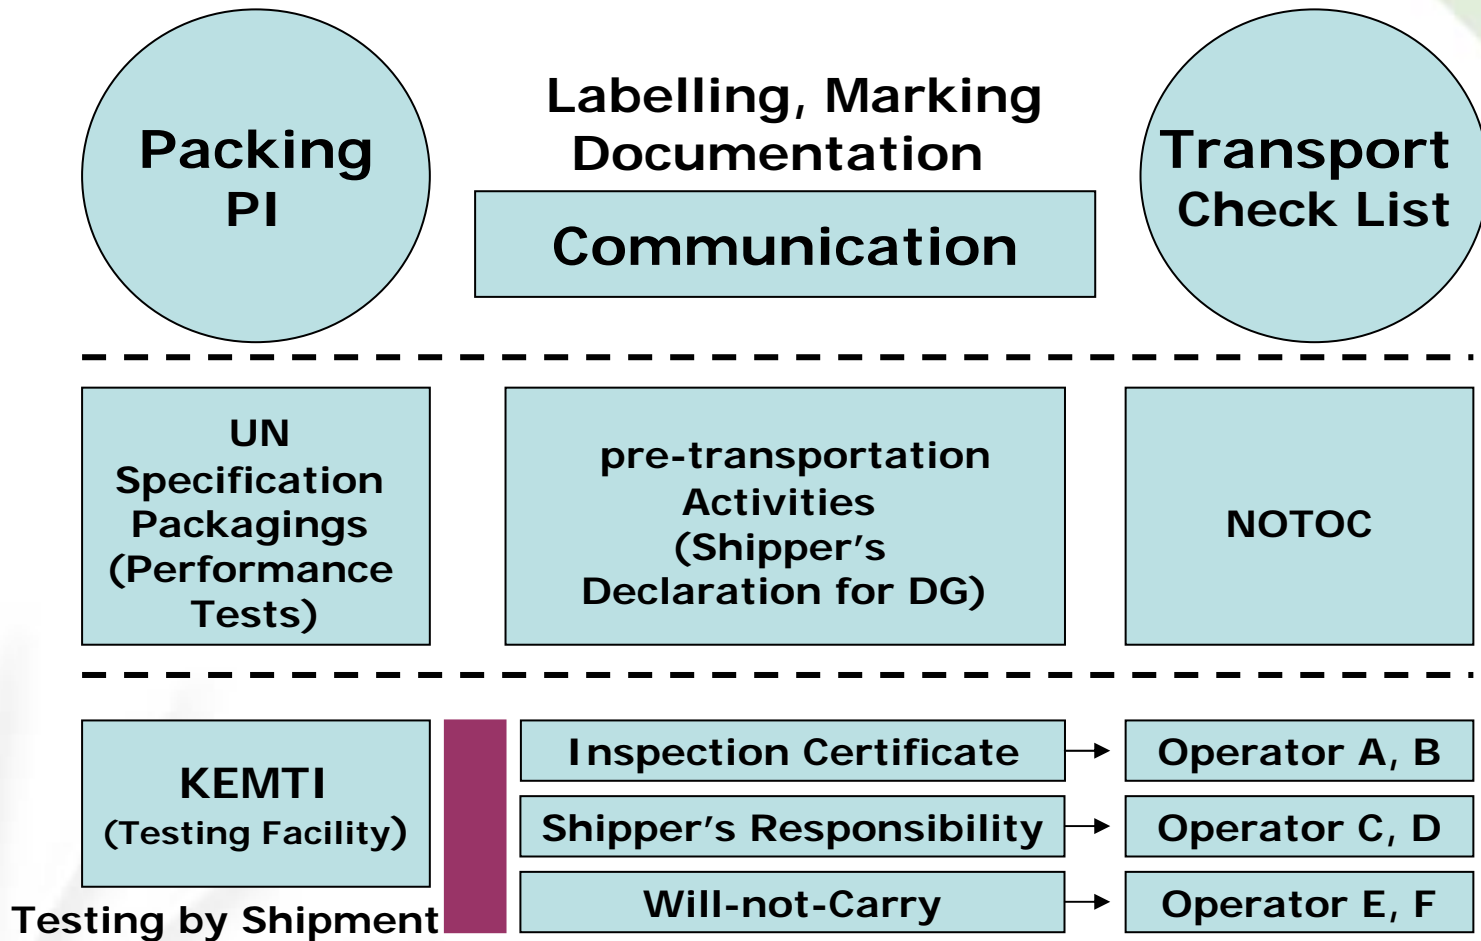 Packing
PI
Labelling, Marking
Documentation
Communication
Transport
Check List
UN
Specification
Packagings
(Performance
Tests)
pre-transportation
Activities
(Shipper’s
Declaration for DG)
NOTOC
KEMTI
(Testing Facility)
Testing by Shipment
Inspection Certificate
Operator A, B
Shipper’s Responsibility
Operator C, D
Will-not-Carry
Operator E, F